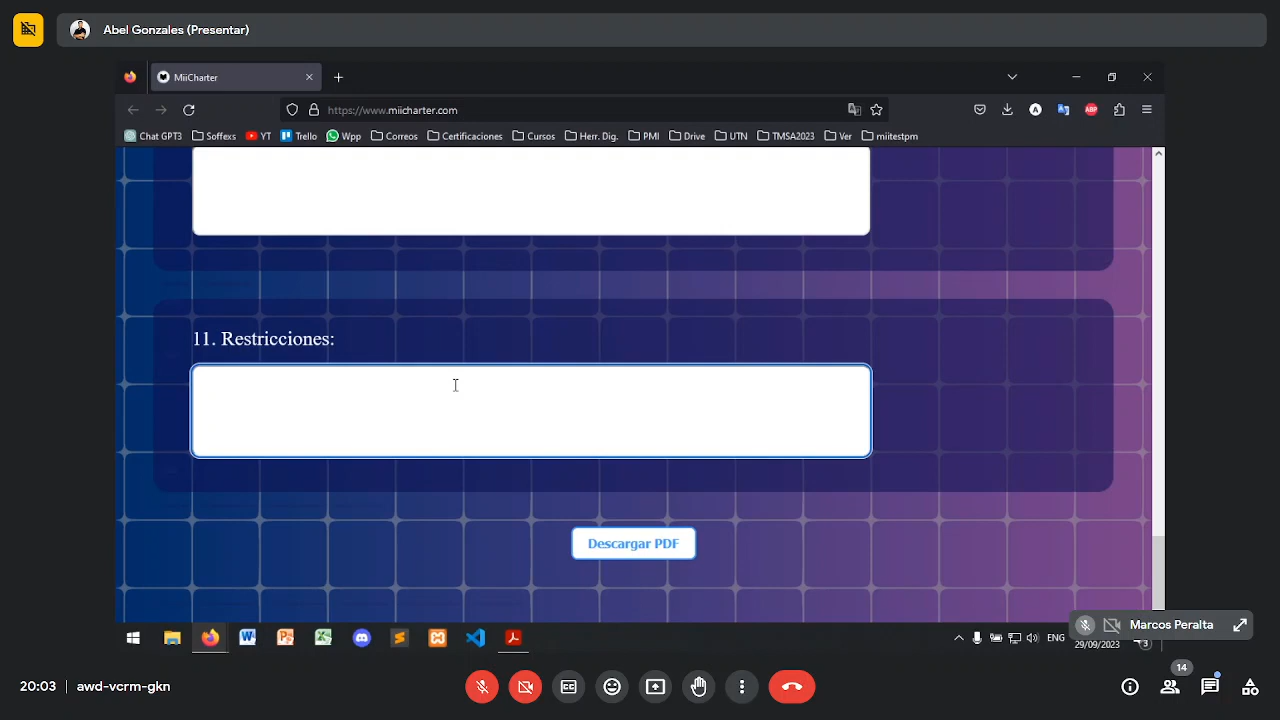 Abel Gonzales (Presentar)
MiiCharter
https://www.miicharter.com
Chat GPT3 Soffexs YT Trello Wpp Correos Certificaciones Cursos Herr. Dig. PMI Drive UTN TMSA2023 Ver miitestpm
11. Restricciones:
Descargar PDF
Marcos Peralta
ENG
29/09/2023
3
14
20:03 | awd-vcrm-gkn